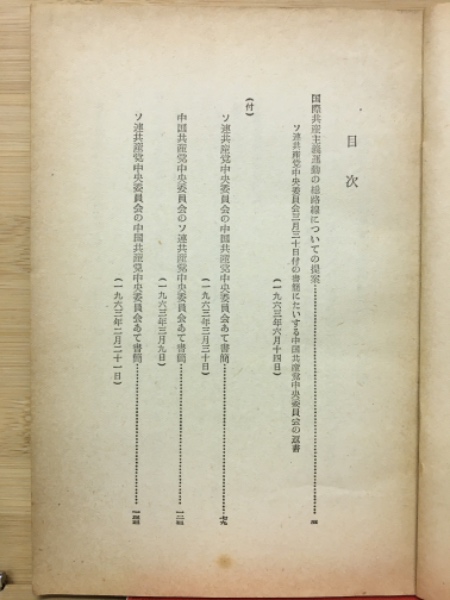 目次
国際共産主義運動の総路線についての提案
ソ連共産党中央委員会三月三十日付の書簡にたいする中国共産党中央委員会の返書
(一九六三年六月十四日)
(付)
ソ連共産党中央委員会の中国共産党中央委員会あて書簡
(一九六三年三月三十日)
中国共産党中央委員会のソ連共産党中央委員会あて書簡
(一九六三年三月九日)
ソ連共産党中央委員会の中国共産党中央委員会あて書簡
(一九六三年二月二十一日)